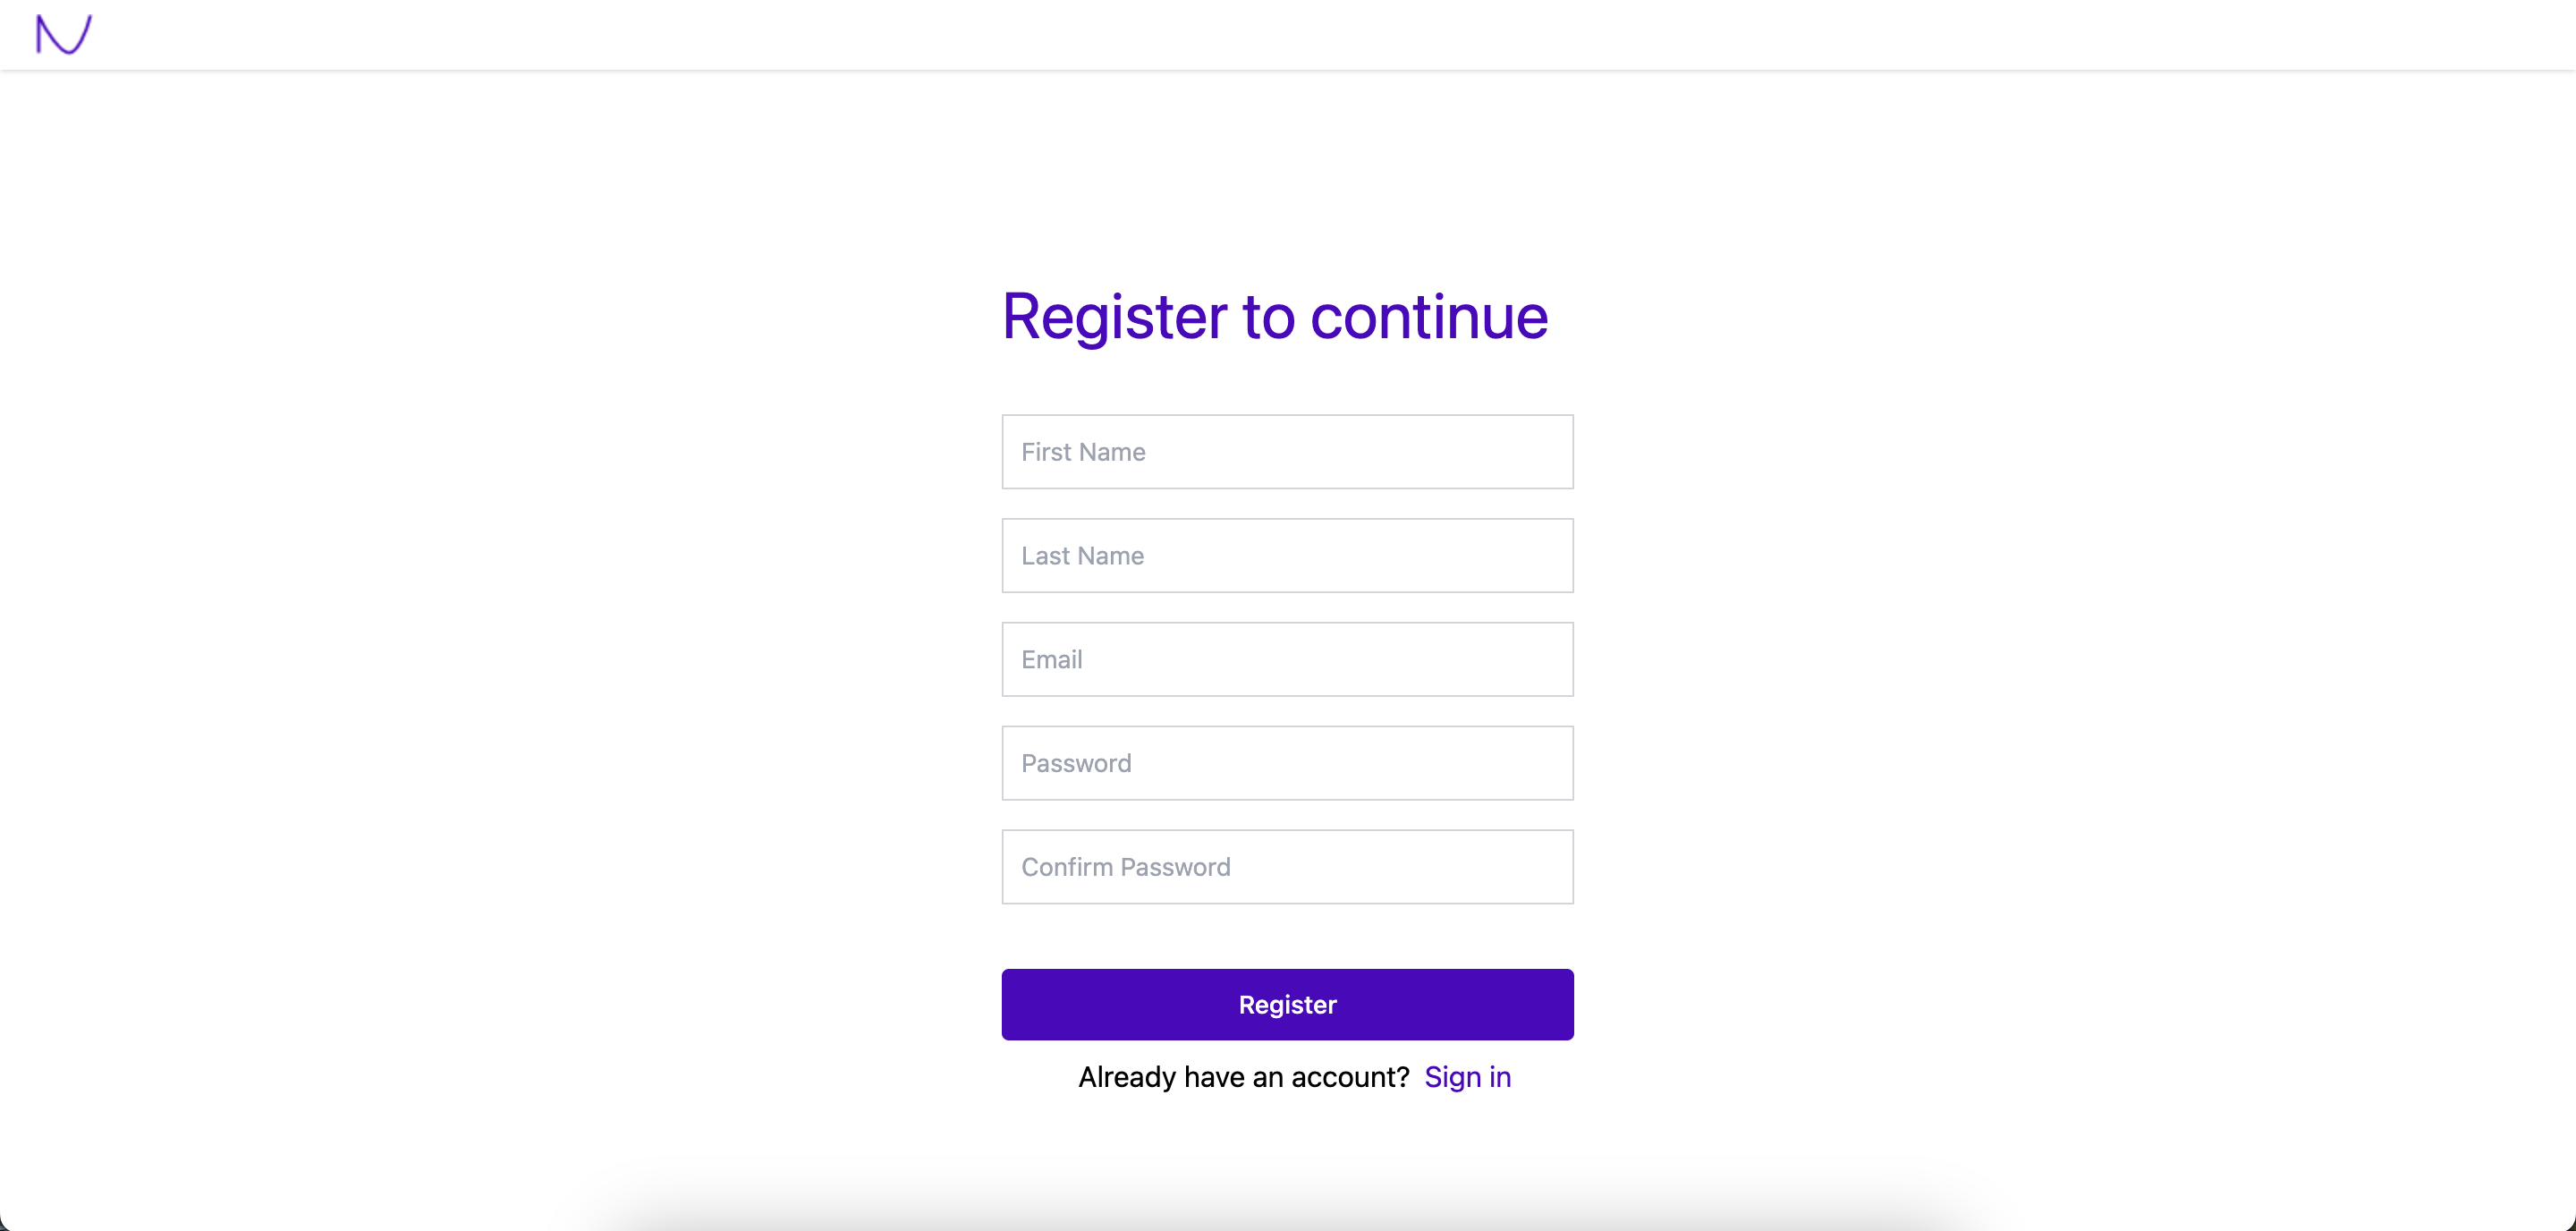 Register to continue
First Name
Last Name
Email
Password
Confirm Password
Register
Already have an account? Sign in